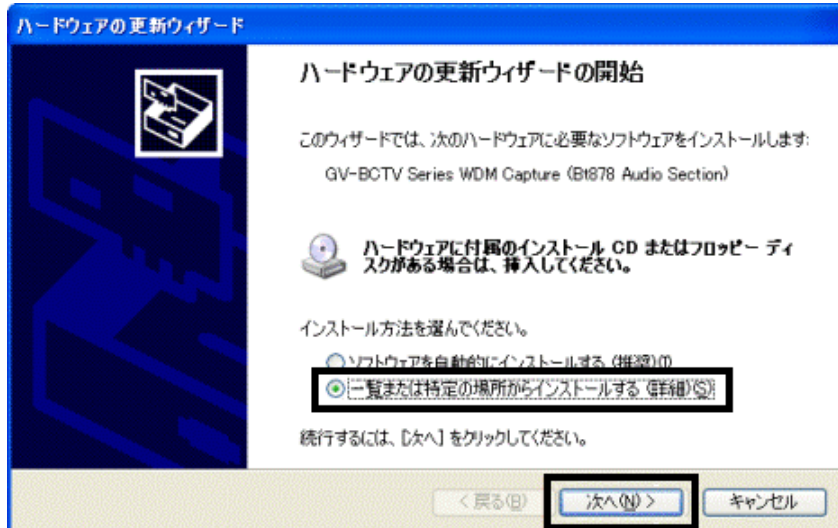 ハードウェアの更新ウィザード
ハードウェアの更新ウィザードの開始
このウィザードでは、次のハードウェアに必要なソフトウェアをインストールします:
GV-BCTV Series WDM Capture (Bt878 Audio Section)
ハードウェアに付属のインストール CD またはフロッピー ディ
スクがある場合は、挿入してください。
インストール方法を選んでください。
ソフトウェアを自動的にインストールする (推奨)(I)
一覧または特定の場所からインストールする (詳細)(S)
続行するには、[次へ] をクリックしてください。
< 戻る(B)
次へ(N) >
キャンセル